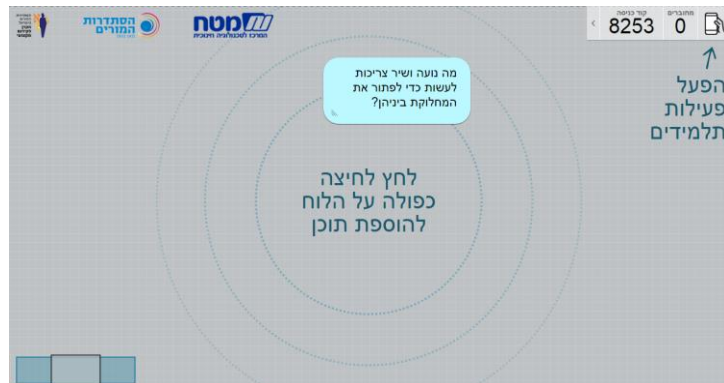 הסתדרות
המורים
מטח
המרכז לטכנולוגיה חינוכית
מחוברים
0
קוד כניסה
8253
הפעל
פעילות
תלמידים
מה נועה ושיר צריכות
לעשות כדי לפתור את
המחלוקת ביניהן?
לחץ לחיצה
כפולה על הלוח
להוספת תוכן